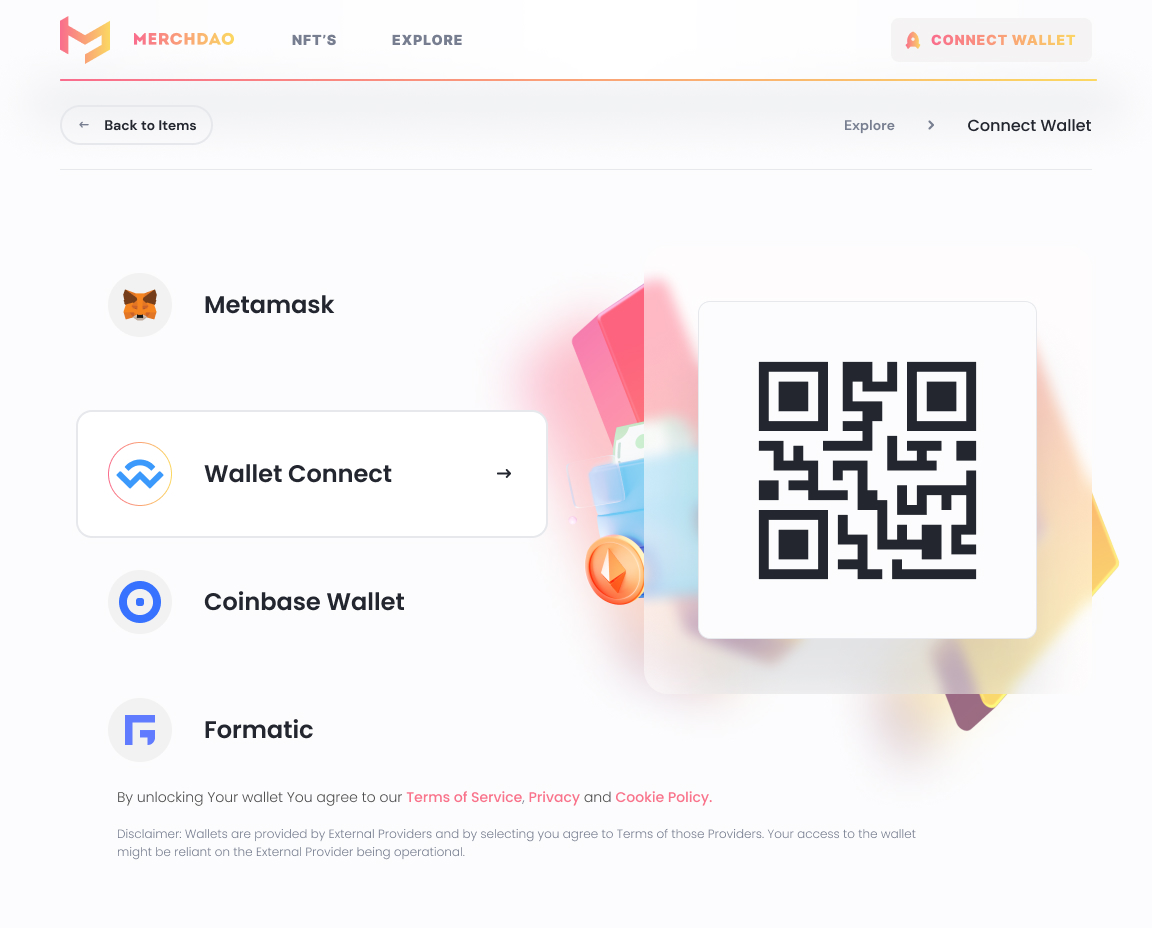 MERCHDAO
NFT'S
EXPLORE
CONNECT WALLET
← Back to Items
Explore > Connect Wallet
Metamask
Wallet Connect →
Coinbase Wallet
Formatic
By unlocking Your wallet You agree to our Terms of Service, Privacy and Cookie Policy.
Disclaimer: Wallets are provided by External Providers and by selecting you agree to Terms of those Providers. Your access to the wallet
might be reliant on the External Provider being operational.